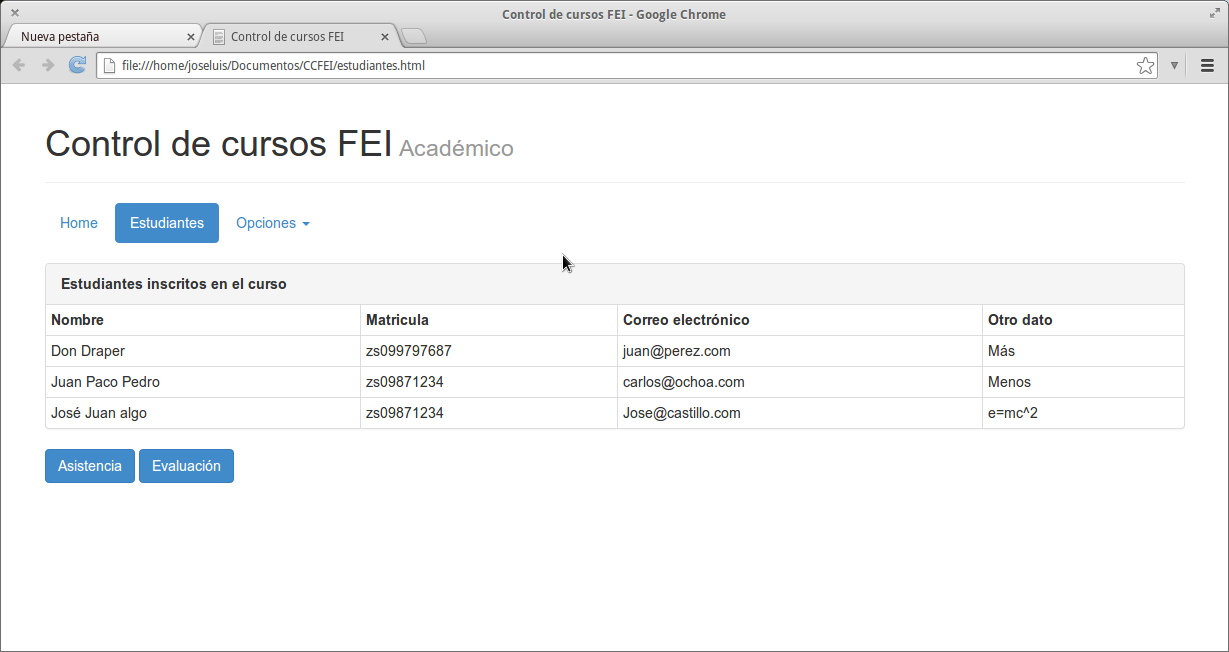 Control de cursos FEI - Google Chrome
Nueva pestaña Control de cursos FEI
file:///home/joseluis/Documentos/CCFEI/estudiantes.html
Control de cursos FEI Académico
Home Estudiantes Opciones
Estudiantes inscritos en el curso
Nombre Matricula Correo electrónico Otro dato
Don Draper zs099797687 juan@perez.com Más
Juan Paco Pedro zs09871234 carlos@ochoa.com Menos
José Juan algo zs09871234 Jose@castillo.com e=mc^2
Asistencia Evaluación